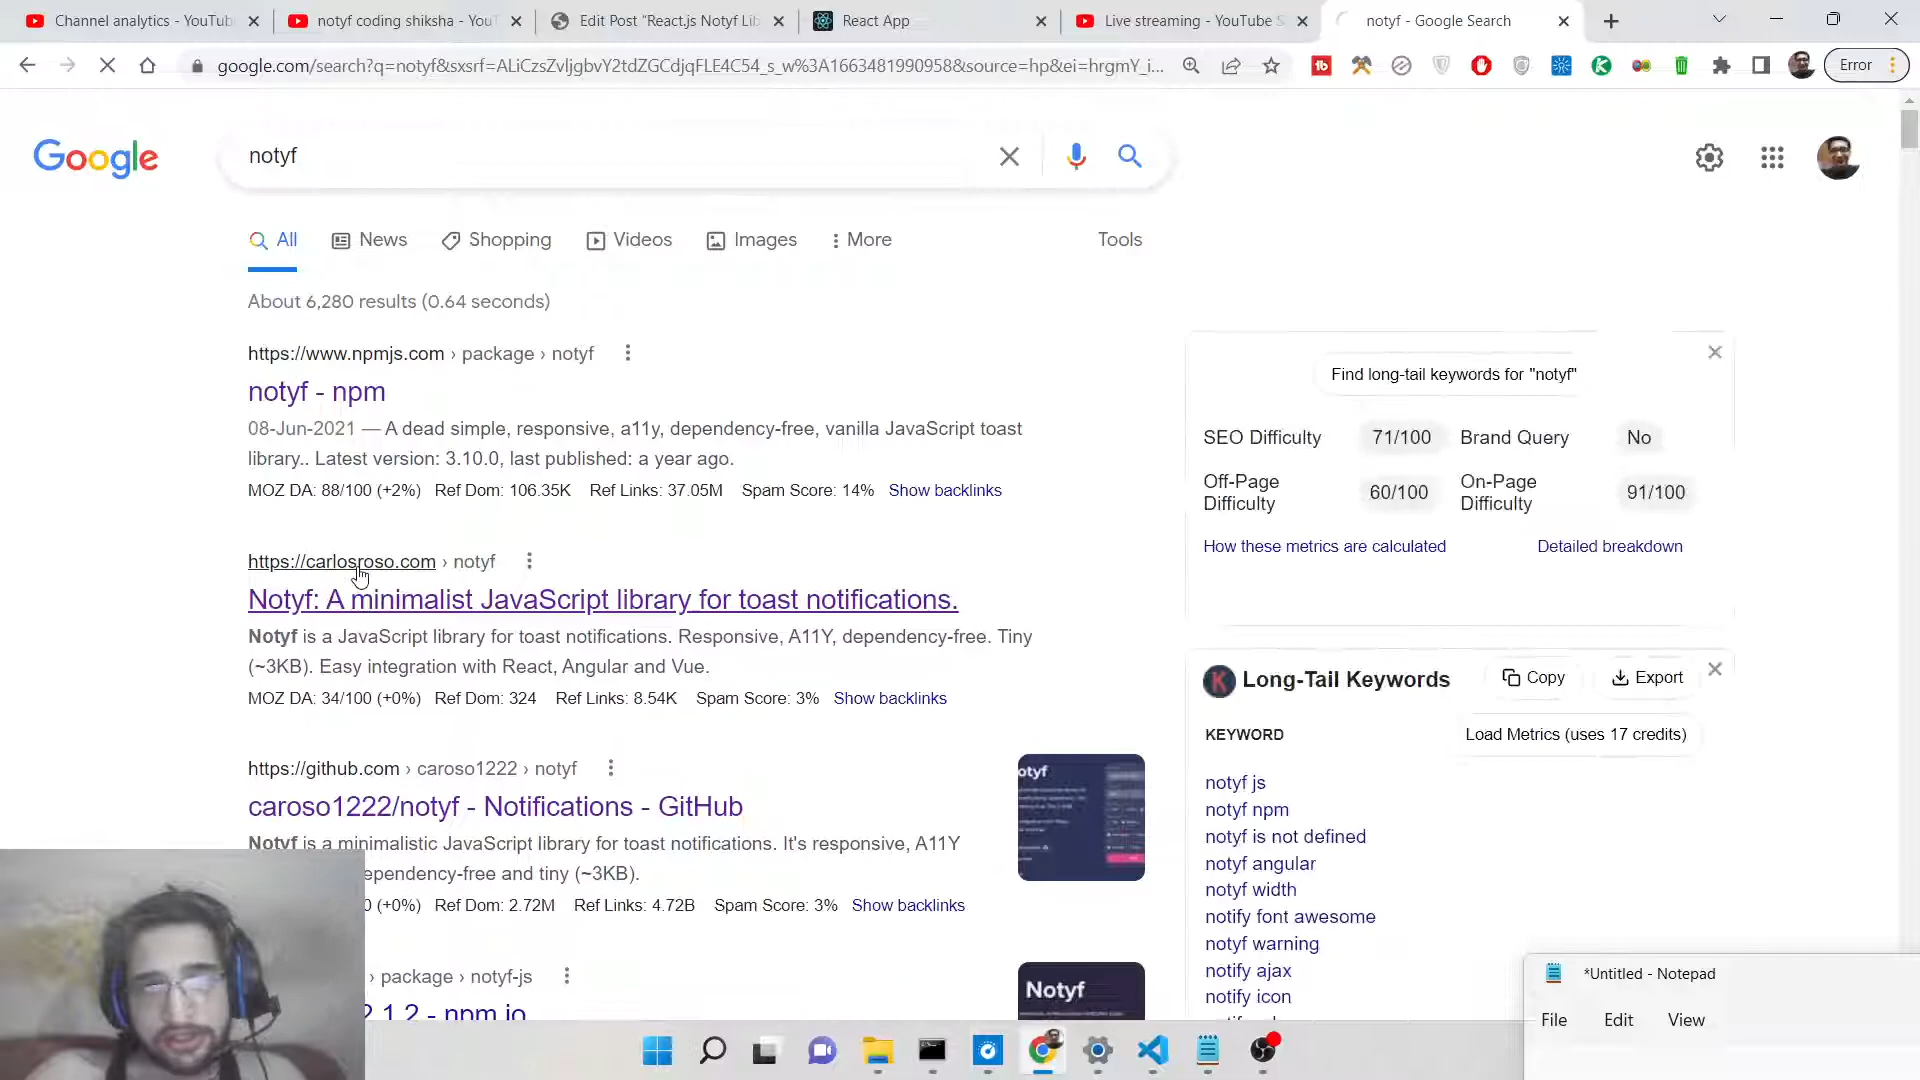 Channel analytics - YouTub
notyf coding shiksha - YouT
Edit Post "React.js Notyf Lib
React App
Live streaming - YouTube S
notyf - Google Search
google.com/search?q=notyf&sxsrf=ALiCzsZvljgbvY2tdZGCdjqFLE4C54_s_w%3A1663481990958&source=hp&ei=hrgmY_i...
Error
Google
notyf
All
News
Shopping
Videos
Images
More
Tools
About 6,280 results (0.64 seconds)
https://www.npmjs.com › package › notyf
notyf - npm
08-Jun-2021 — A dead simple, responsive, a11y, dependency-free, vanilla JavaScript toast
library.. Latest version: 3.10.0, last published: a year ago.
MOZ DA: 88/100 (+2%) Ref Dom: 106.35K Ref Links: 37.05M Spam Score: 14% Show backlinks
https://carlosroso.com › notyf
Notyf: A minimalist JavaScript library for toast notifications.
Notyf is a JavaScript library for toast notifications. Responsive, A11Y, dependency-free. Tiny
(~3KB). Easy integration with React, Angular and Vue.
MOZ DA: 34/100 (+0%) Ref Dom: 324 Ref Links: 8.54K Spam Score: 3% Show backlinks
https://github.com › caroso1222 › notyf
caroso1222/notyf - Notifications - GitHub
Notyf is a minimalistic JavaScript library for toast notifications. It's responsive, A11Y
ependency-free and tiny (~3KB).
0 (+0%) Ref Dom: 2.72M Ref Links: 4.72B Spam Score: 3% Show backlinks
otyf
› package › notyf-js
2.1.2 - npm.io
Notyf
Find long-tail keywords for "notyf"
SEO Difficulty 71/100 Brand Query No
Off-Page Difficulty 60/100 On-Page Difficulty 91/100
How these metrics are calculated
Detailed breakdown
Long-Tail Keywords
Copy
Export
KEYWORD
Load Metrics (uses 17 credits)
notyf js
notyf npm
notyf is not defined
notyf angular
notyf width
notify font awesome
notyf warning
notify ajax
notify icon
*Untitled - Notepad
File
Edit
View